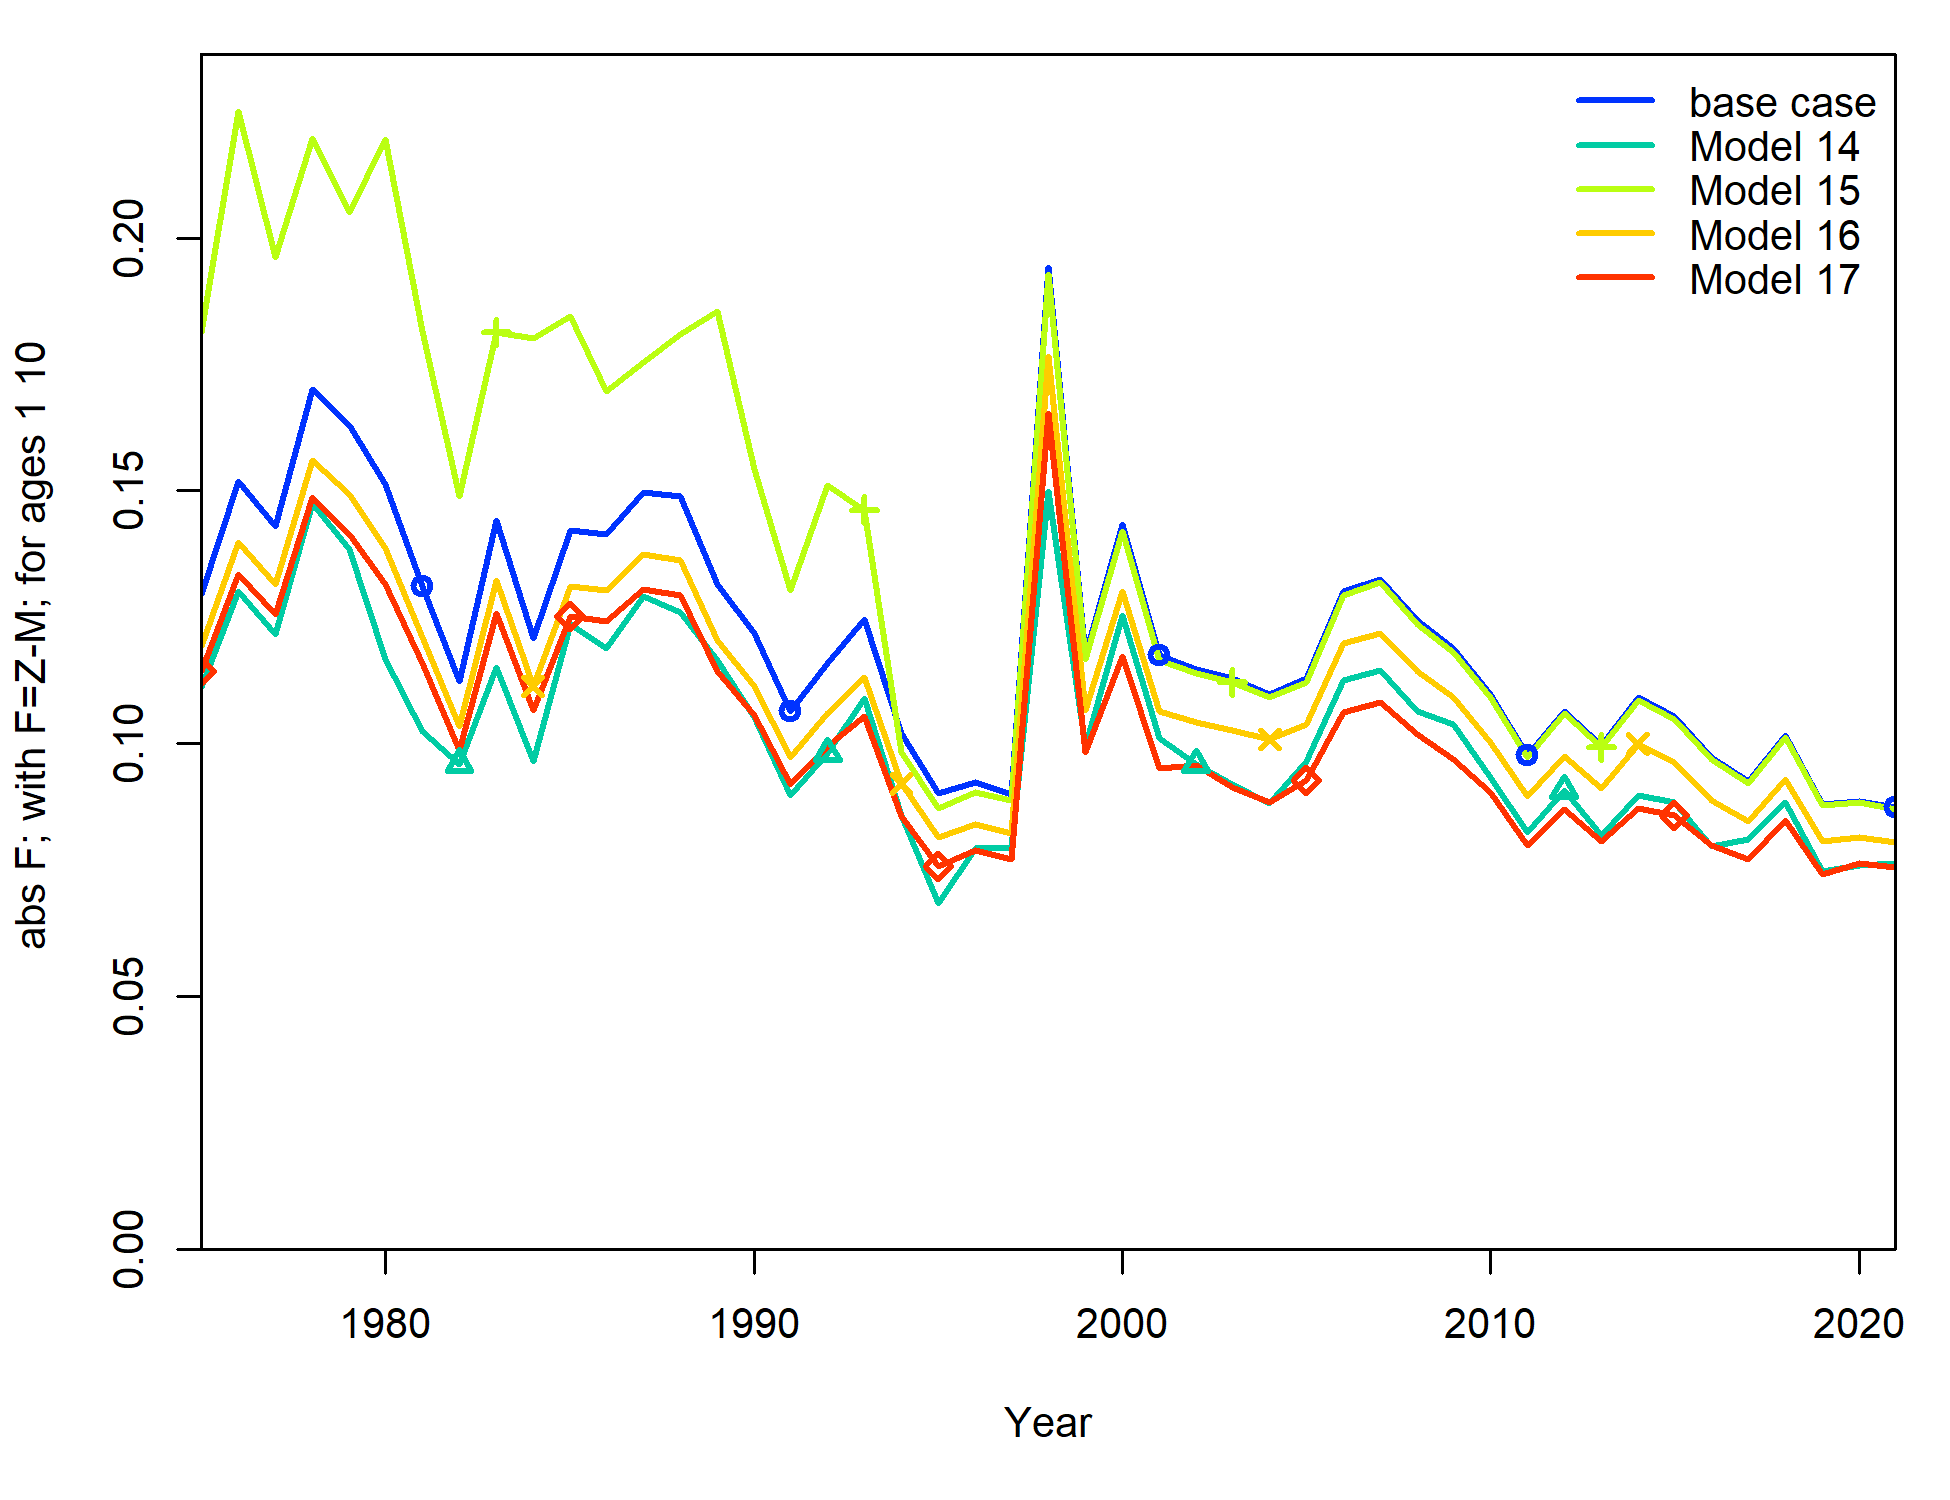 base case
Model 14
Model 15
Model 16
Model 17
abs F; with F=Z-M; for ages 1 10
0.20
0.15
0.10
0.05
0.00
1980 1990 2000 2010 2020
Year